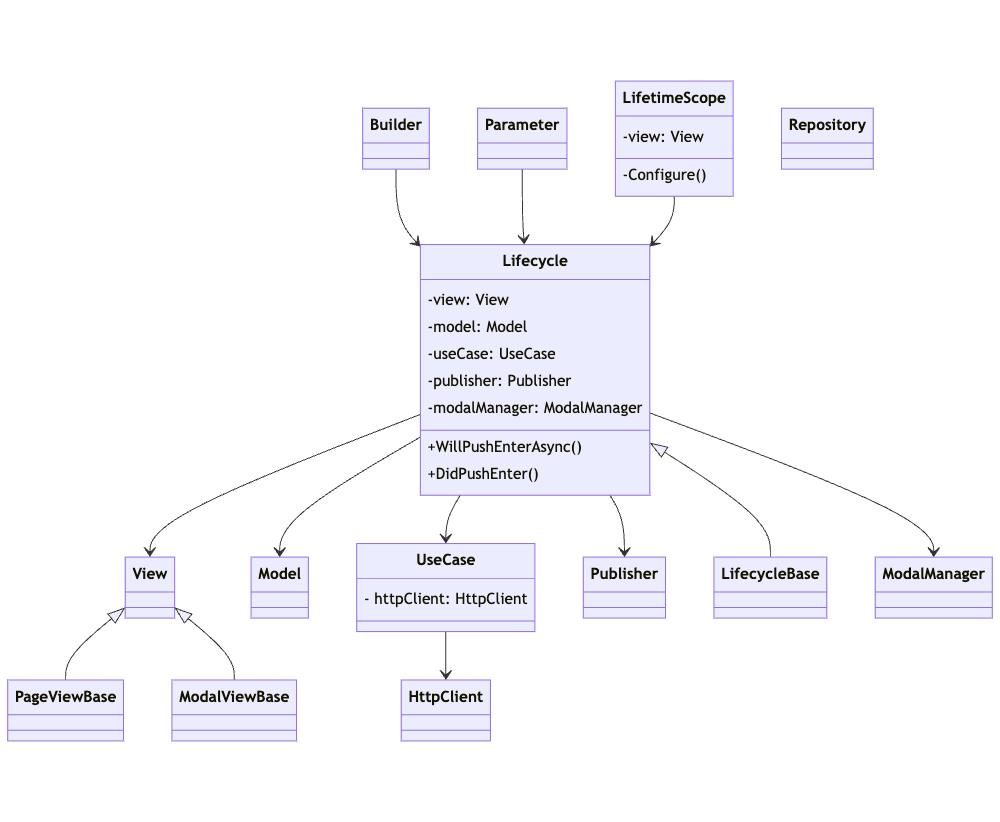 Builder
Parameter
LifetimeScope
-view: View
-Configure()
Repository
Lifecycle
-view: View
-model: Model
-useCase: UseCase
-publisher: Publisher
-modalManager: ModalManager
+WillPushEnterAsync()
+DidPushEnter()
View
Model
UseCase
- httpClient: HttpClient
Publisher
LifecycleBase
ModalManager
PageViewBase
ModalViewBase
HttpClient